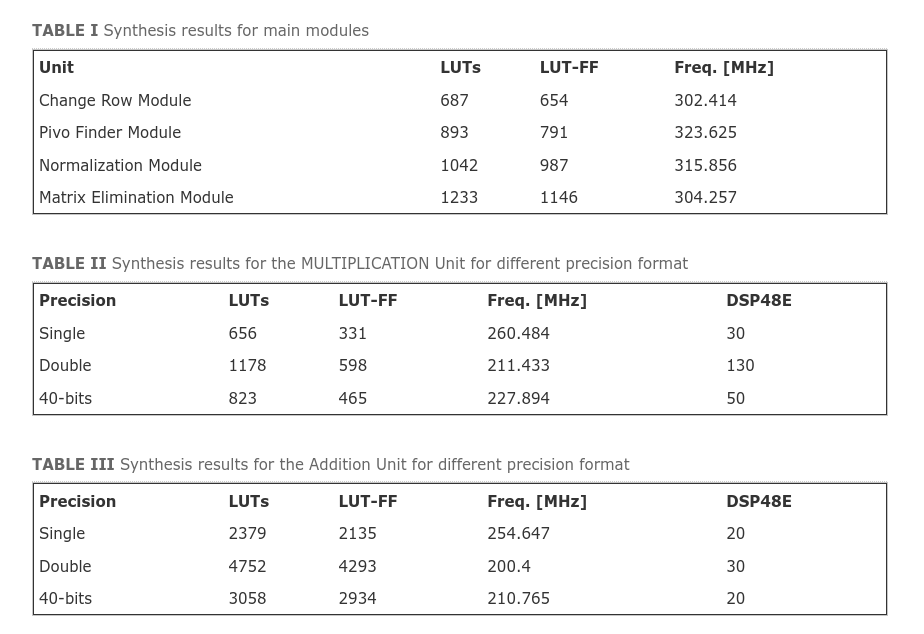 TABLE I Synthesis results for main modules
Unit LUTs LUT-FF Freq. [MHz]
Change Row Module 687 654 302.414
Pivo Finder Module 893 791 323.625
Normalization Module 1042 987 315.856
Matrix Elimination Module 1233 1146 304.257
TABLE II Synthesis results for the MULTIPLICATION Unit for different precision format
Precision LUTs LUT-FF Freq. [MHz] DSP48E
Single 656 331 260.484 30
Double 1178 598 211.433 130
40-bits 823 465 227.894 50
TABLE III Synthesis results for the Addition Unit for different precision format
Precision LUTs LUT-FF Freq. [MHz] DSP48E
Single 2379 2135 254.647 20
Double 4752 4293 200.4 30
40-bits 3058 2934 210.765 20